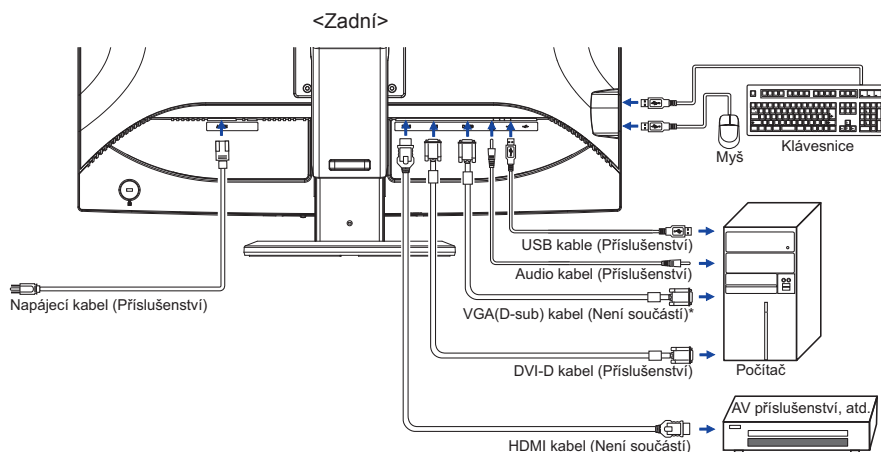 <Zadní>
Myš
Klávesnice
USB kable (Příslušenství)
Audio kabel (Příslušenství)
Napájecí kabel (Příslušenství)
VGA(D-sub) kabel (Není součástí)*
DVI-D kabel (Příslušenství)
Počítač
AV příslušenství, atd.
HDMI kabel (Není součástí)